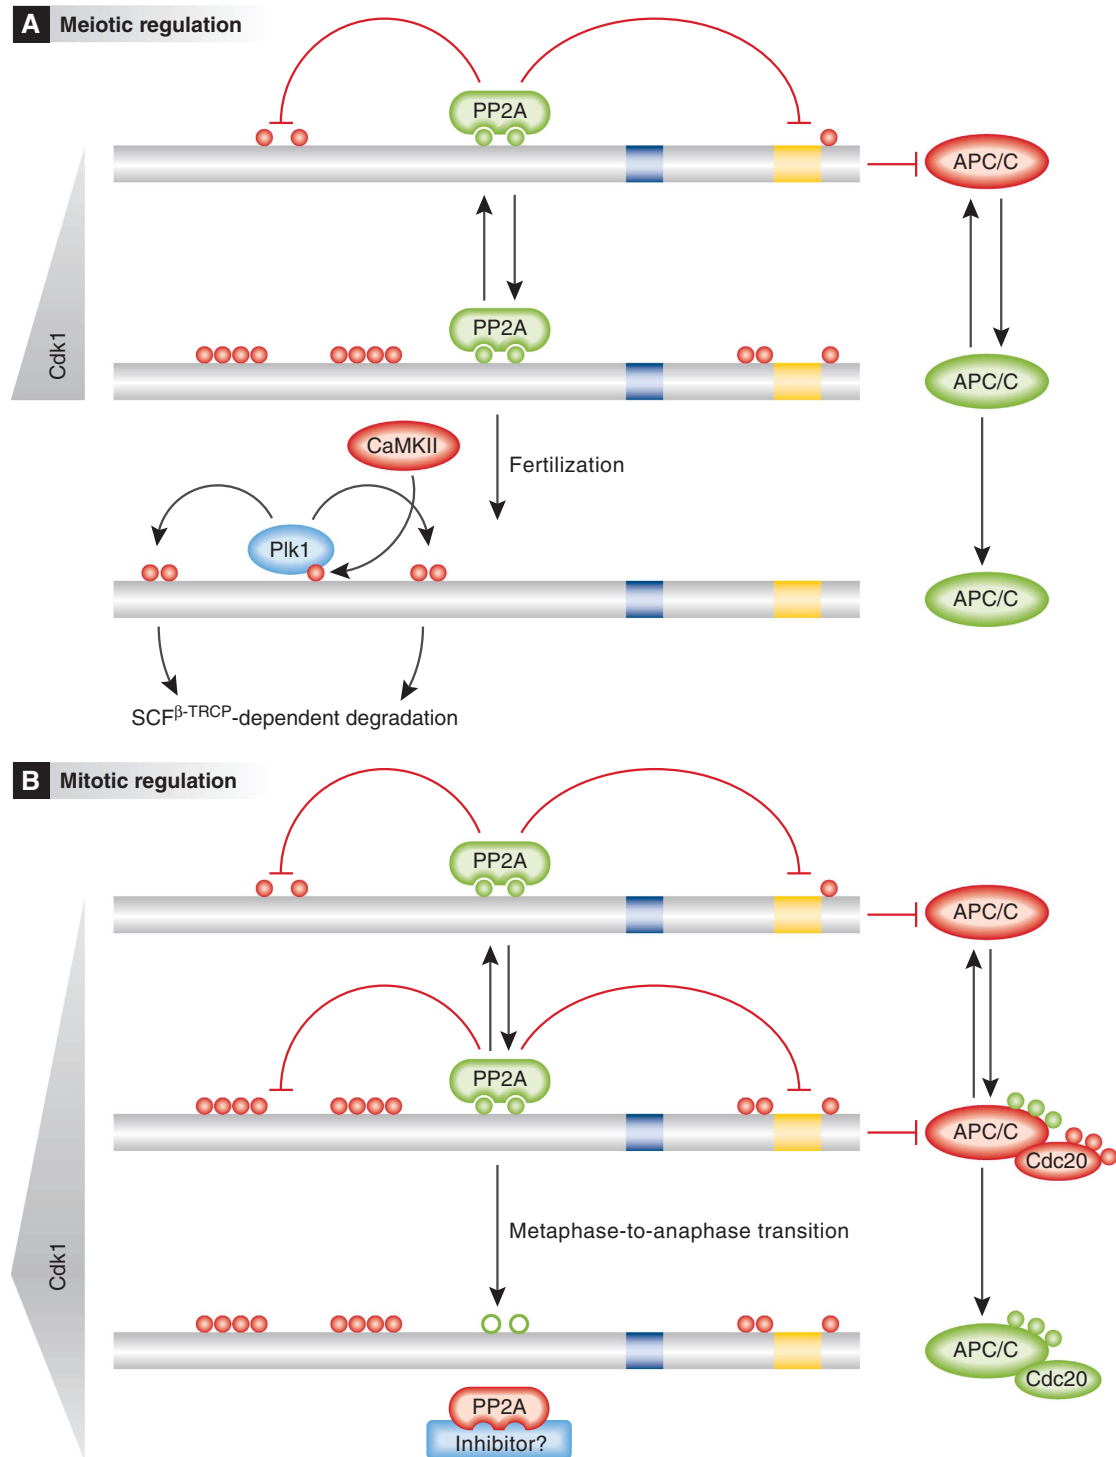 A Meiotic regulation
PP2A
APC/C
PP2A
Cdk1
APC/C
CaMKII
Fertilization
Plk1
APC/C
SCFβ-TRCP-dependent degradation
B Mitotic regulation
PP2A
APC/C
PP2A
APC/C
Cdc20
Metaphase-to-anaphase transition
Cdk1
APC/C
Cdc20
PP2A
Inhibitor?